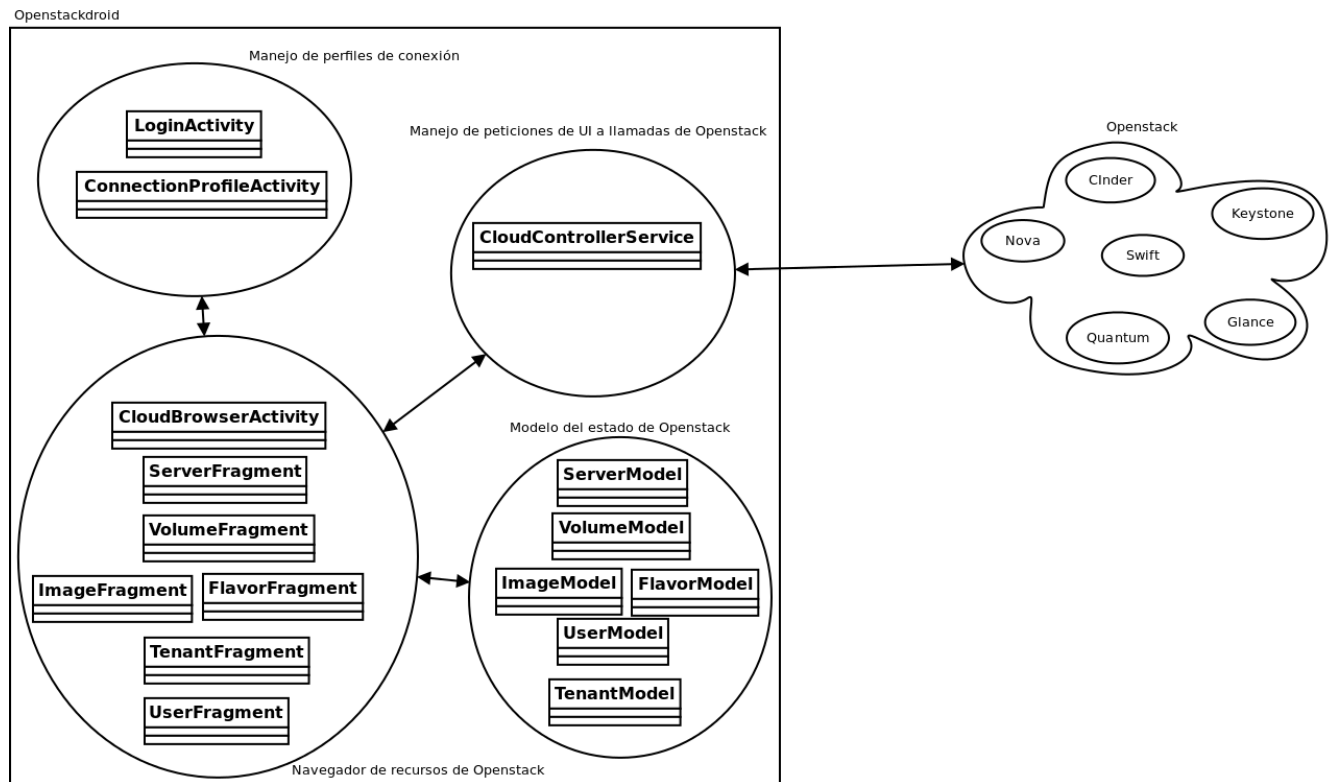 Openstackdroid
Manejo de perfiles de conexión
LoginActivity
ConnectionProfileActivity
Manejo de peticiones de UI a llamadas de Openstack
CloudControllerService
Openstack
CInder
Keystone
Nova
Swift
Quantum
Glance
CloudBrowserActivity
ServerFragment
VolumeFragment
ImageFragment
FlavorFragment
TenantFragment
UserFragment
Navegador de recursos de Openstack
Modelo del estado de Openstack
ServerModel
VolumeModel
ImageModel
FlavorModel
UserModel
TenantModel